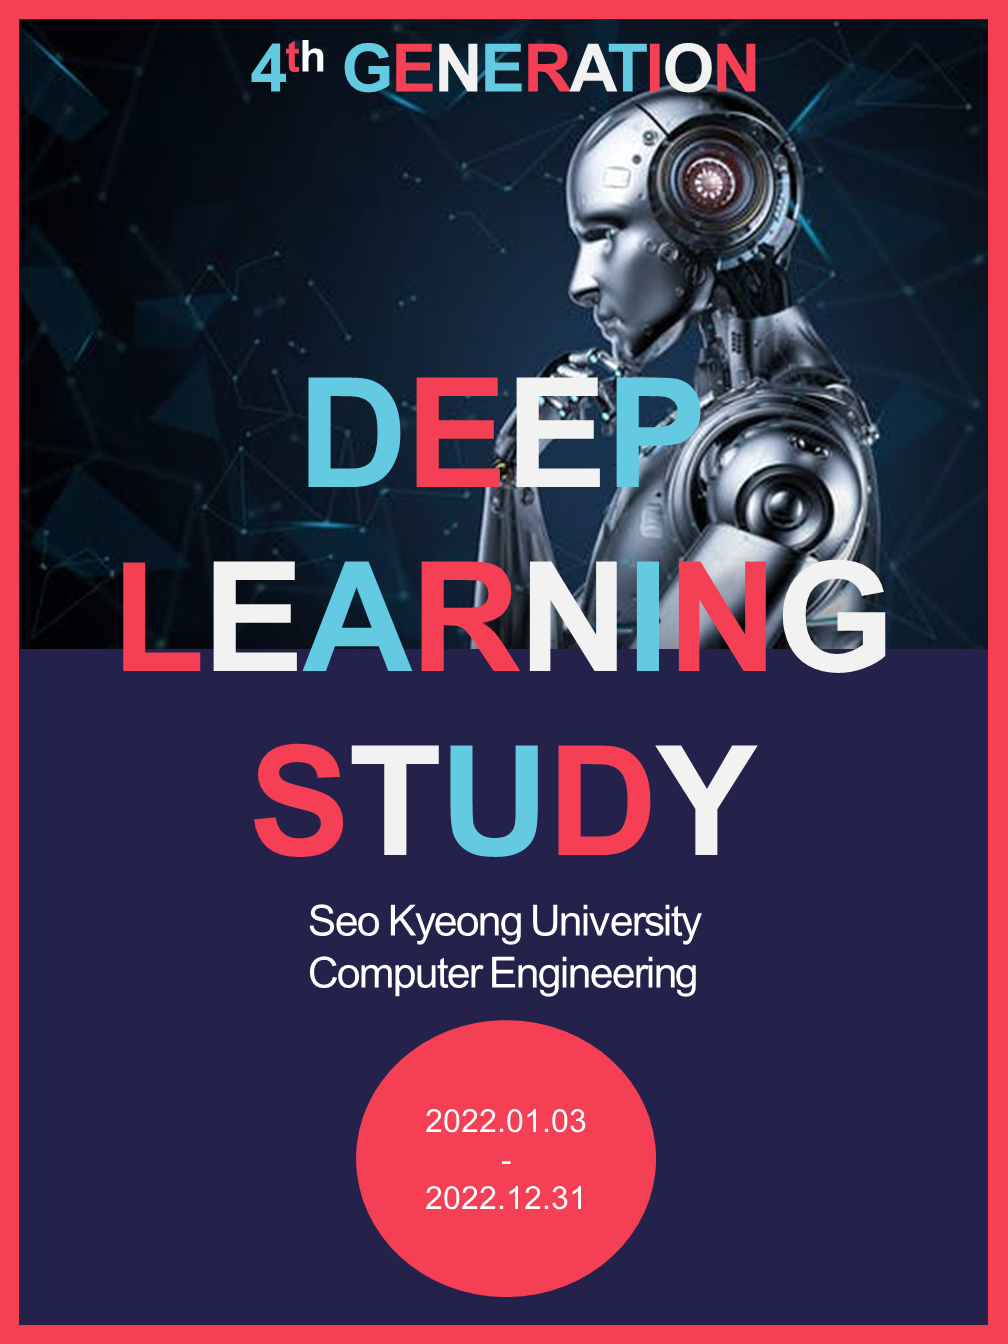 4th GENERATION
DEEP
LEARNING
STUDY
Seo Kyeong University
Computer Engineering
2022.01.03
-
2022.12.31